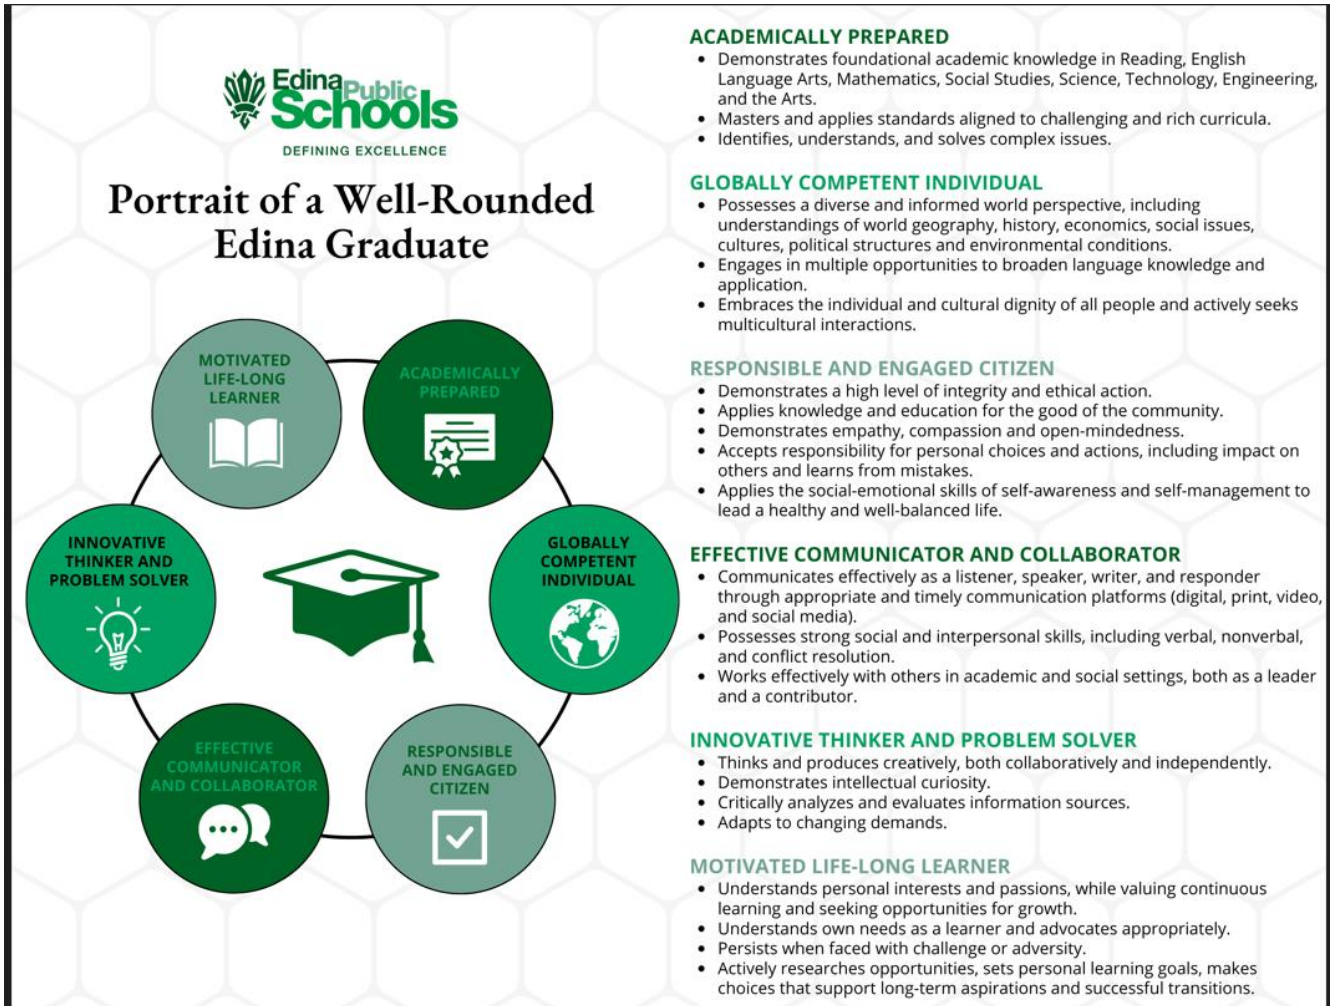 Edina Public
Schools
DEFINING EXCELLENCE
Portrait of a Well-Rounded
Edina Graduate
MOTIVATED
LIFE-LONG
LEARNER
ACADEMICALLY
PREPARED
INNOVATIVE
THINKER AND
PROBLEM SOLVER
GLOBALLY
COMPETENT
INDIVIDUAL
EFFECTIVE
COMMUNICATOR
AND COLLABORATOR
RESPONSIBLE
AND ENGAGED
CITIZEN
ACADEMICALLY PREPARED
• Demonstrates foundational academic knowledge in Reading, English
Language Arts, Mathematics, Social Studies, Science, Technology, Engineering,
and the Arts.
• Masters and applies standards aligned to challenging and rich curricula.
• Identifies, understands, and solves complex issues.
GLOBALLY COMPETENT INDIVIDUAL
• Possesses a diverse and informed world perspective, including
understandings of world geography, history, economics, social issues,
cultures, political structures and environmental conditions.
• Engages in multiple opportunities to broaden language knowledge and
application.
• Embraces the individual and cultural dignity of all people and actively seeks
multicultural interactions.
RESPONSIBLE AND ENGAGED CITIZEN
• Demonstrates a high level of integrity and ethical action.
• Applies knowledge and education for the good of the community.
• Demonstrates empathy, compassion and open-mindedness.
• Accepts responsibility for personal choices and actions, including impact on
others and learns from mistakes.
• Applies the social-emotional skills of self-awareness and self-management to
lead a healthy and well-balanced life.
EFFECTIVE COMMUNICATOR AND COLLABORATOR
• Communicates effectively as a listener, speaker, writer, and responder
through appropriate and timely communication platforms (digital, print, video,
and social media).
• Possesses strong social and interpersonal skills, including verbal, nonverbal,
and conflict resolution.
• Works effectively with others in academic and social settings, both as a leader
and a contributor.
INNOVATIVE THINKER AND PROBLEM SOLVER
• Thinks and produces creatively, both collaboratively and independently.
• Demonstrates intellectual curiosity.
• Critically analyzes and evaluates information sources.
• Adapts to changing demands.
MOTIVATED LIFE-LONG LEARNER
• Understands personal interests and passions, while valuing continuous
learning and seeking opportunities for growth.
• Understands own needs as a learner and advocates appropriately.
• Persists when faced with challenge or adversity.
• Actively researches opportunities, sets personal learning goals, makes
choices that support long-term aspirations and successful transitions.